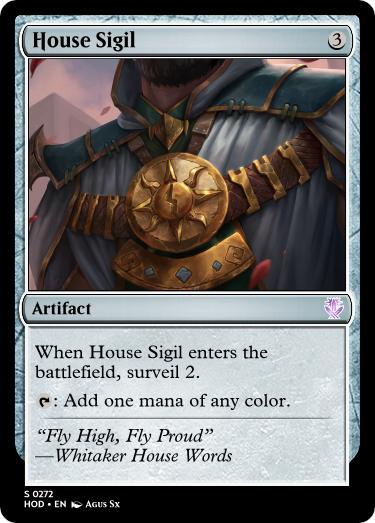 House Sigil 3
Artifact
When House Sigil enters the
battlefield, surveil 2.
: Add one mana of any color.
“Fly High, Fly Proud”
—Whitaker House Words
S 0272
HOD • EN Agus Sx